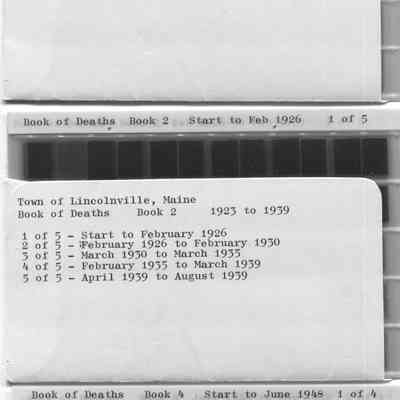 Book of Deaths Book 2 Start to Feb 1926 1 of 5
Town of Lincolnville, Maine
Book of Deaths Book 2 1923 to 1939
1 of 5 - Start to February 1926
2 of 5 - February 1926 to February 1930
3 of 5 - March 1930 to March 1935
4 of 5 - February 1935 to March 1939
5 of 5 - April 1939 to August 1939
Book of Deaths Book 4 Start to June 1948 1 of 4